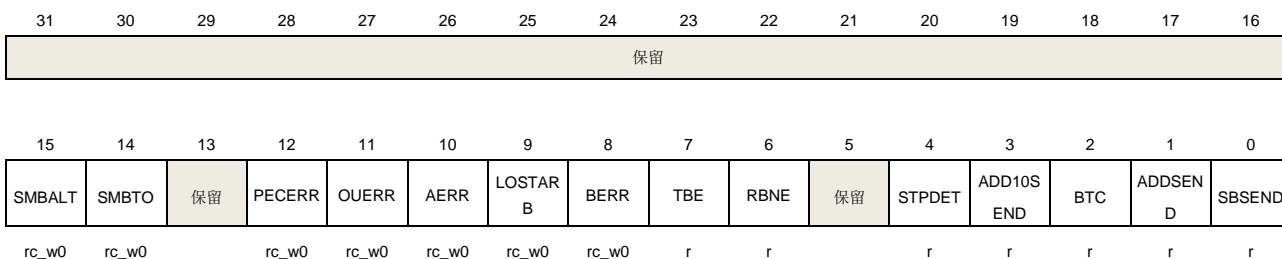 31 30 29 28 27 26 25 24 23 22 21 20 19 18 17 16
保留
15 14 13 12 11 10 9 8 7 6 5 4 3 2 1 0
SMBALT SMBTO 保留 PECERR OUERR AERR LOSTAR BERR TBE RBNE 保留 STPDET ADD10S BTC ADDSEN SBSEND
B END D
rc_w0 rc_w0 rc_w0 rc_w0 rc_w0 rc_w0 rc_w0 r r r r r r r